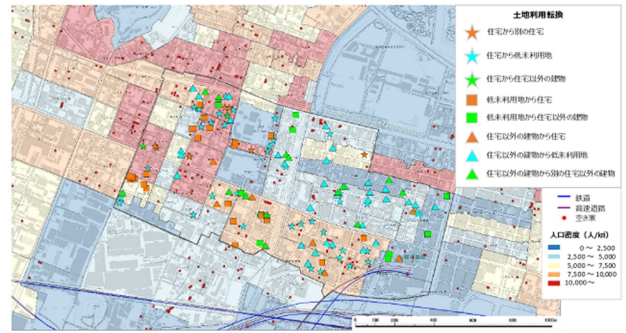 土地利用転換
住宅から別の住宅
住宅から低未利用地
住宅から住宅以外の建物
低未利用地から住宅
低未利用地から住宅以外の建物
住宅以外の建物から住宅
住宅以外の建物から低未利用地
住宅以外の建物から別の住宅以外の建物
鉄道
高速道路
空き家
人口密度（人/㎢）
0～ 2,500
2,500～ 5,000
5,000～ 7,500
7,500～10,000
10,000～